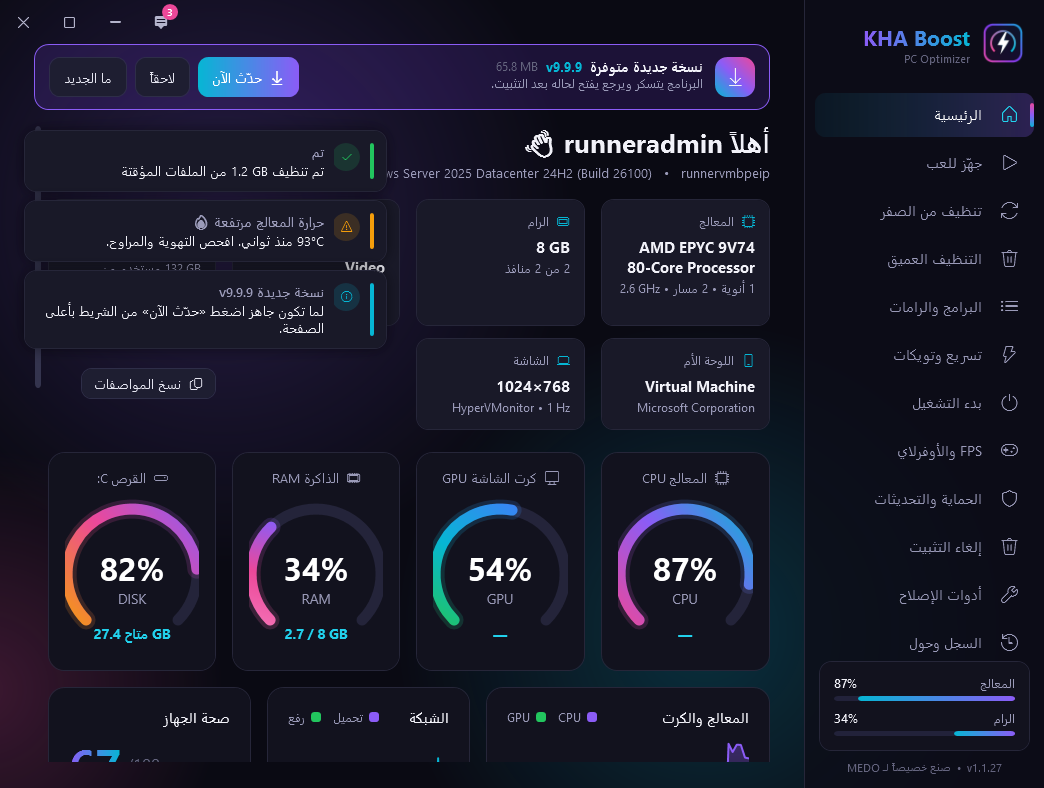 3
KHA Boost
PC Optimizer
الرئيسية
جهّز للعب
تنظيف من الصفر
التنظيف العميق
البرامج والرامات
تسريع وتويكات
بدء التشغيل
FPS والأوفرلاي
الحماية والتحديثات
إلغاء التثبيت
أدوات الإصلاح
السجل وحول
المعالج 87%
الرام 34%
v1.1.27 • صنع خصيصاً لـ MEDO
نسخة جديدة متوفرة v9.9.9 65.8 MB
البرنامج يتسكر ويرجع يفتح لحاله بعد التثبيت.
حدّث الآن
لاحقاً
ما الجديد
أهلاً runneradmin
ws Server 2025 Datacenter 24H2 (Build 26100) • runnervmbpeip
تم
تم تنظيف 1.2 GB من الملفات المؤقتة
حرارة المعالج مرتفعة
93°C منذ ثواني. افحص التهوية والمراوح.
نسخة جديدة v9.9.9
لما تكون جاهز اضغط «حدّث الآن» من الشريط بأعلى
الصفحة.
المعالج
AMD EPYC 9V74
80-Core Processor
1 أنوية • 2 مسار • 2.6 GHz
الرام
8 GB
2 من 2 منافذ
Video
132 GB مستخدم من
اللوحة الأم
Virtual Machine
Microsoft Corporation
الشاشة
1024×768
HyperVMonitor • 1 Hz
نسخ المواصفات
المعالج CPU
87%
CPU
—
كرت الشاشة GPU
54%
GPU
—
الذاكرة RAM
34%
RAM
2.7 / 8 GB
القرص C:
82%
DISK
27.4 متاح GB
المعالج والكرت
CPU
GPU
الشبكة
تحميل
رفع
صحة الجهاز
67 /100